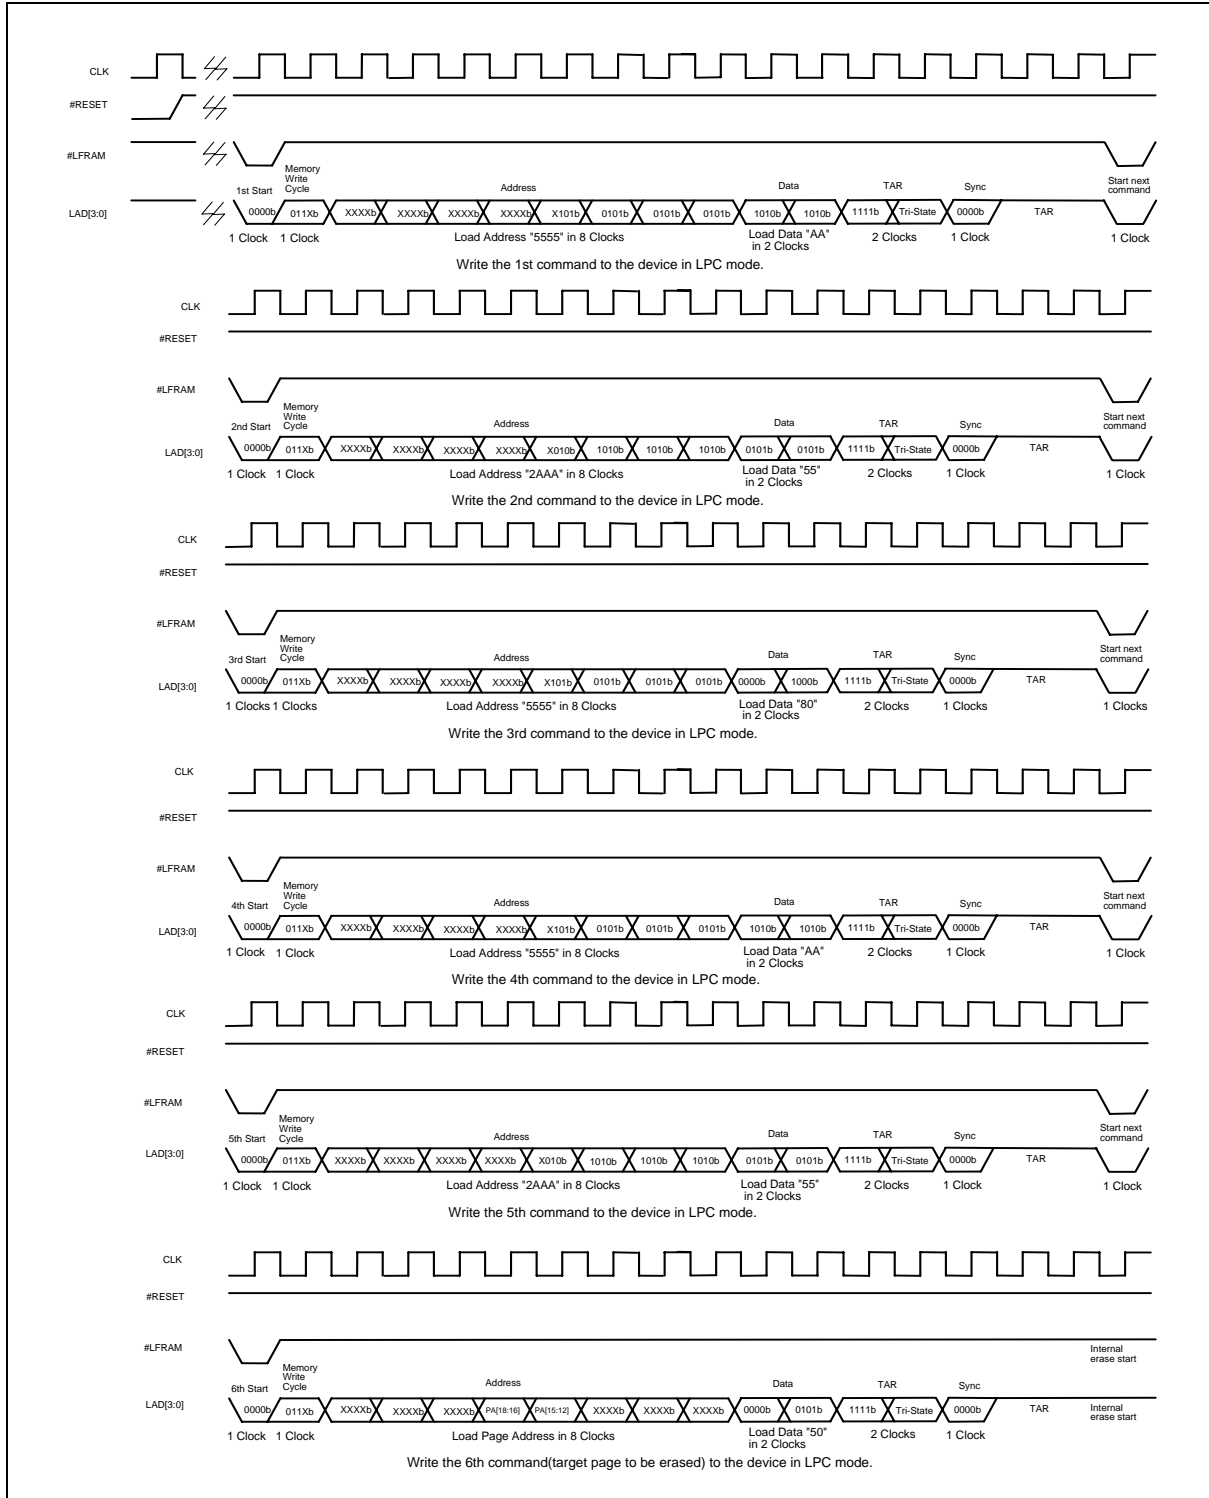 CLK
#RESET
#LFRAM
Memory
Write
Cycle
1st Start
Address
Data
TAR
Sync
Start next
command
LAD[3:0]
0000b 011Xb XXXXb XXXXb XXXXb XXXXb X101b 0101b 0101b 0101b 1010b 1010b 1111b Tri-State 0000b TAR
1 Clock 1 Clock Load Address "5555" in 8 Clocks Load Data "AA" in 2 Clocks 2 Clocks 1 Clock 1 Clock
Write the 1st command to the device in LPC mode.
CLK
#RESET
#LFRAM
Memory
Write
Cycle
2nd Start
Address
Data
TAR
Sync
Start next
command
LAD[3:0]
0000b 011Xb XXXXb XXXXb XXXXb XXXXb X010b 1010b 1010b 1010b 0101b 0101b 1111b Tri-State 0000b TAR
1 Clock 1 Clock Load Address "2AAA" in 8 Clocks Load Data "55" in 2 Clocks 2 Clocks 1 Clock 1 Clock
Write the 2nd command to the device in LPC mode.
CLK
#RESET
#LFRAM
Memory
Write
Cycle
3rd Start
Address
Data
TAR
Sync
Start next
command
LAD[3:0]
0000b 011Xb XXXXb XXXXb XXXXb XXXXb X101b 0101b 0101b 0101b 0000b 1000b 1111b Tri-State 0000b TAR
1 Clocks 1 Clocks Load Address "5555" in 8 Clocks Load Data "80" in 2 Clocks 2 Clocks 1 Clocks 1 Clocks
Write the 3rd command to the device in LPC mode.
CLK
#RESET
#LFRAM
Memory
Write
Cycle
4th Start
Address
Data
TAR
Sync
Start next
command
LAD[3:0]
0000b 011Xb XXXXb XXXXb XXXXb XXXXb X101b 0101b 0101b 0101b 1010b 1010b 1111b Tri-State 0000b TAR
1 Clock 1 Clock Load Address "5555" in 8 Clocks Load Data "AA" in 2 Clocks 2 Clocks 1 Clock 1 Clock
Write the 4th command to the device in LPC mode.
CLK
#RESET
#LFRAM
Memory
Write
Cycle
5th Start
Address
Data
TAR
Sync
Start next
command
LAD[3:0]
0000b 011Xb XXXXb XXXXb XXXXb XXXXb X010b 1010b 1010b 1010b 0101b 0101b 1111b Tri-State 0000b TAR
1 Clock 1 Clock Load Address "2AAA" in 8 Clocks Load Data "55" in 2 Clocks 2 Clocks 1 Clock 1 Clock
Write the 5th command to the device in LPC mode.
CLK
#RESET
#LFRAM
Internal
erase start
Memory
Write
Cycle
6th Start
Address
Data
TAR
Sync
LAD[3:0]
0000b 011Xb XXXXb XXXXb XXXXb PA[18:16] PA[15:12] XXXXb XXXXb XXXXb 0000b 0101b 1111b Tri-State 0000b TAR
Internal
erase start
1 Clock 1 Clock Load Page Address in 8 Clocks Load Data "50" in 2 Clocks 2 Clocks 1 Clock
Write the 6th command(target page to be erased) to the device in LPC mode.